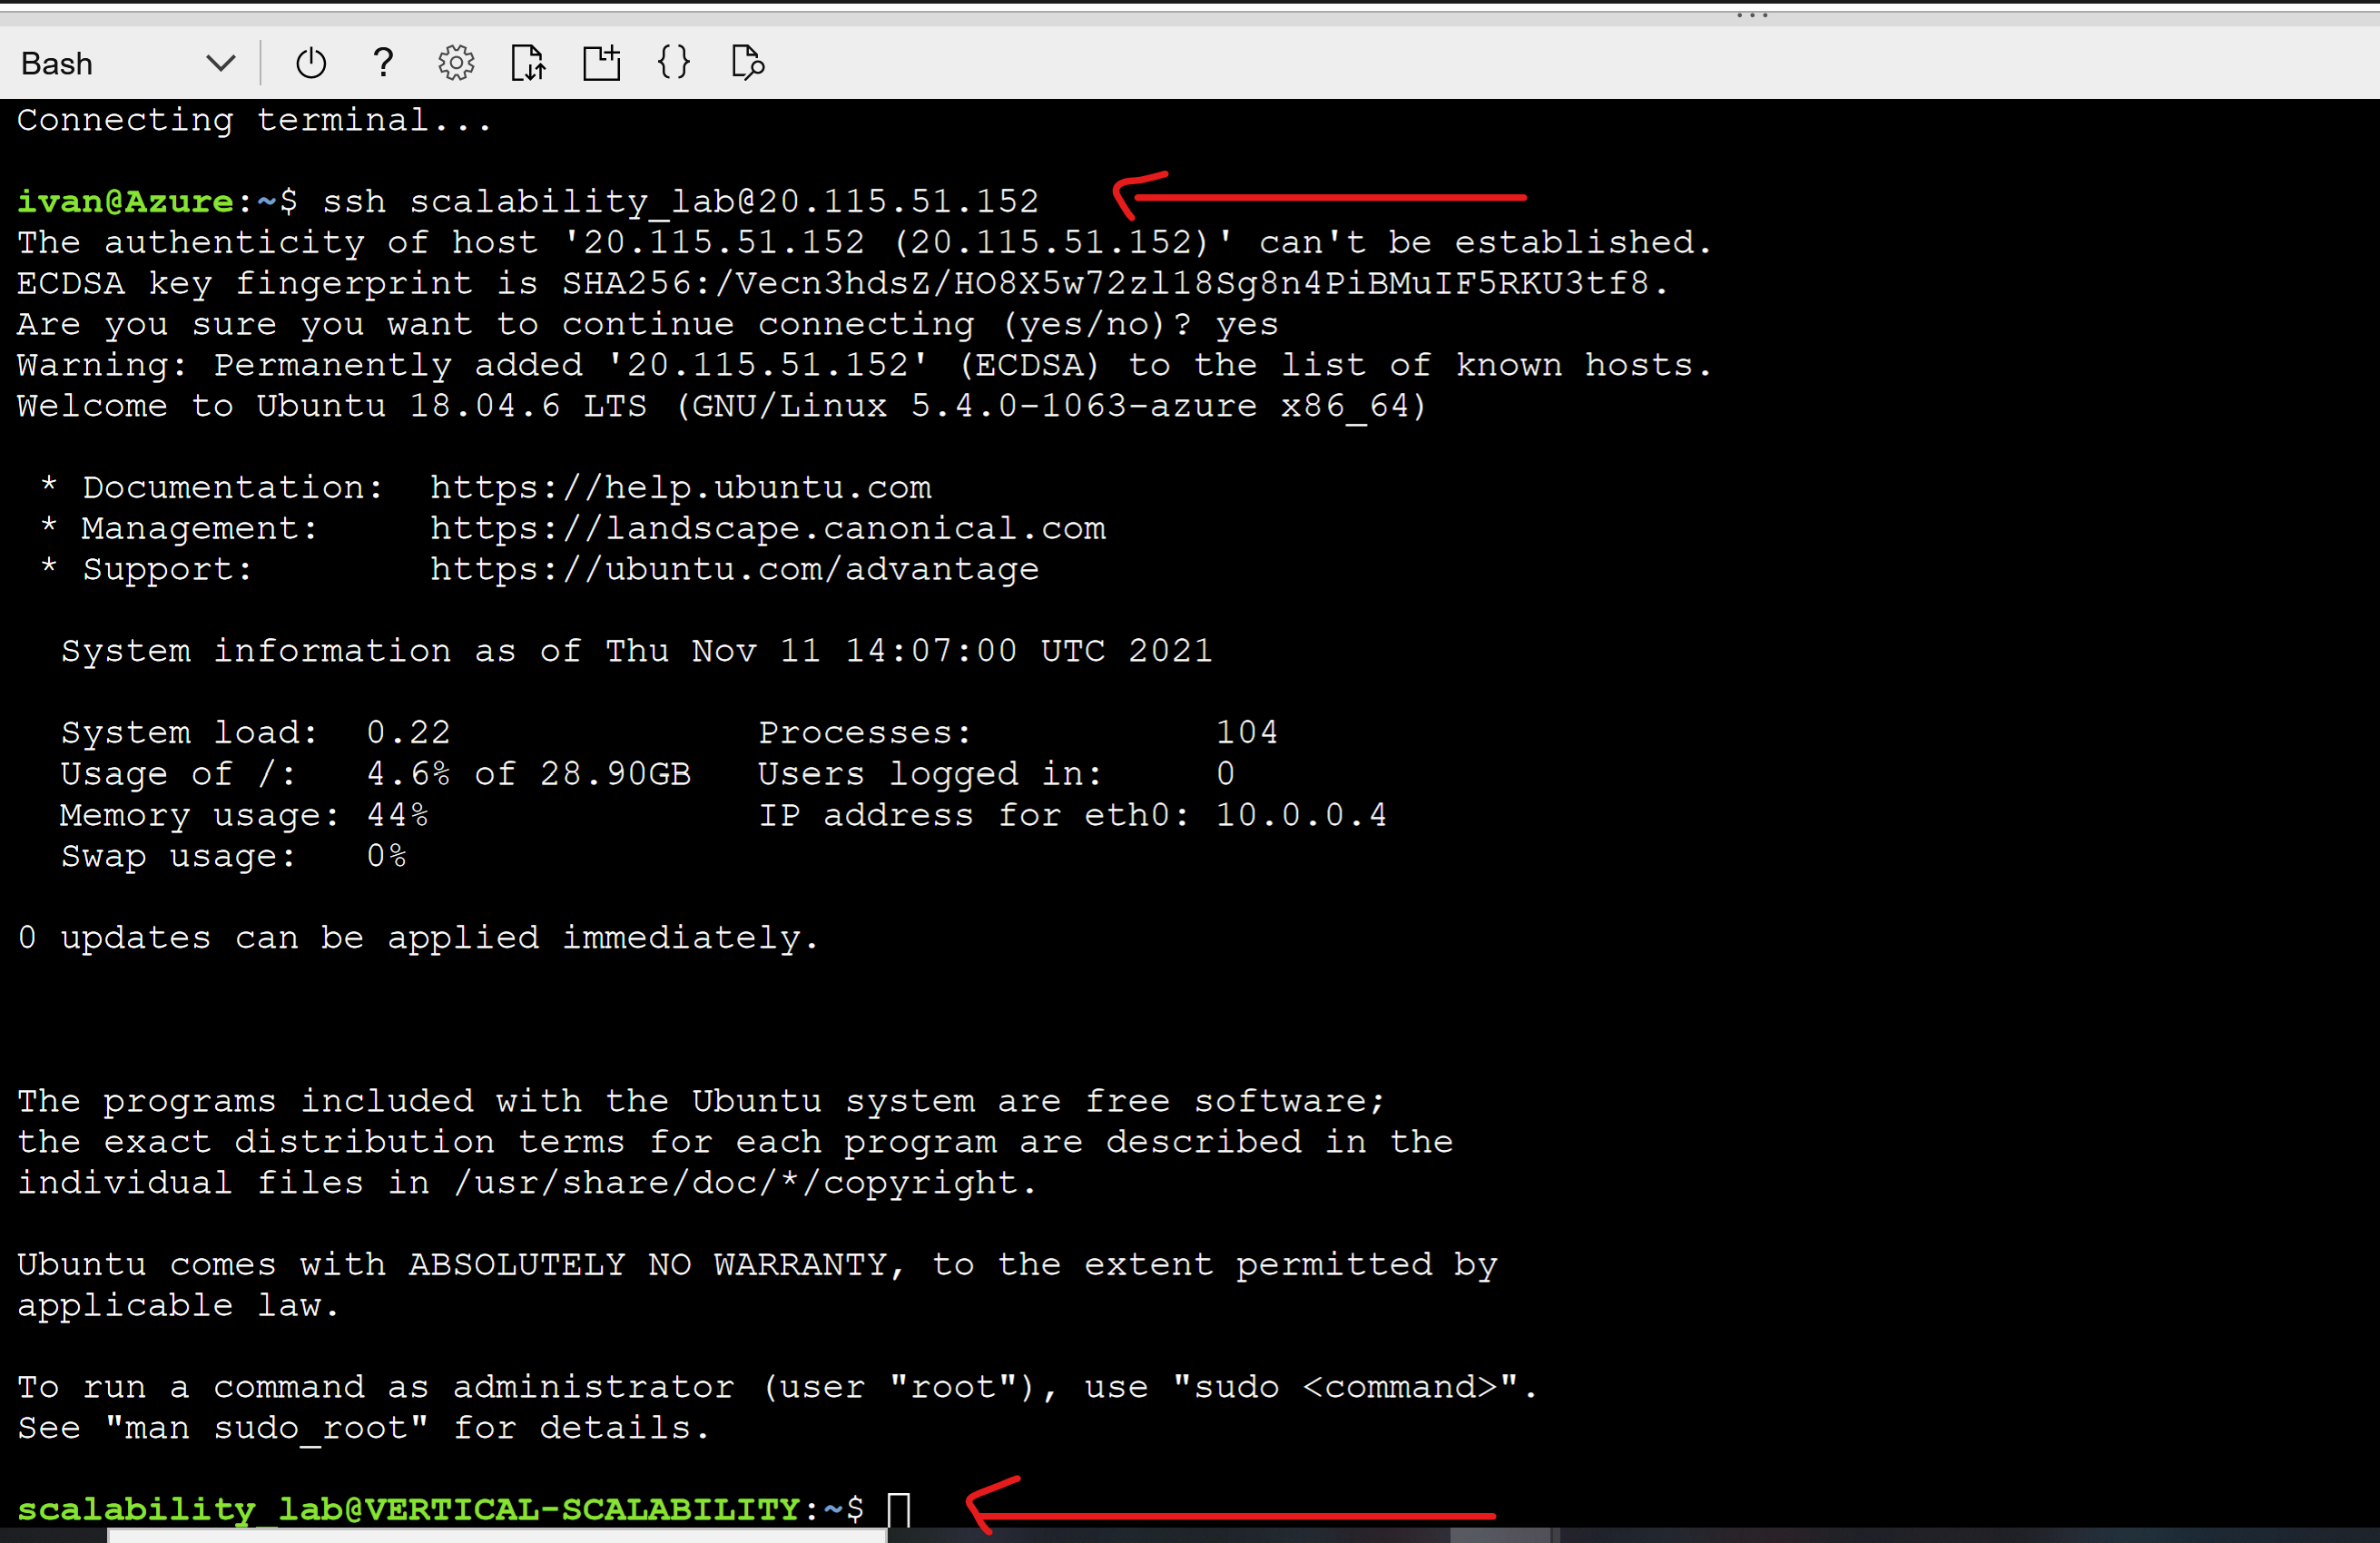 Bash
Connecting terminal...
ivan@Azure:~$ ssh scalability_lab@20.115.51.152
The authenticity of host '20.115.51.152 (20.115.51.152)' can't be established.
ECDSA key fingerprint is SHA256:/Vecn3hdsZ/HO8X5w72zl18Sg8n4PiBMuIF5RKU3tf8.
Are you sure you want to continue connecting (yes/no)? yes
Warning: Permanently added '20.115.51.152' (ECDSA) to the list of known hosts.
Welcome to Ubuntu 18.04.6 LTS (GNU/Linux 5.4.0-1063-azure x86_64)
* Documentation:  https://help.ubuntu.com
* Management:     https://landscape.canonical.com
* Support:        https://ubuntu.com/advantage
System information as of Thu Nov 11 14:07:00 UTC 2021
System load:  0.22              Processes:           104
Usage of /:   4.6% of 28.90GB   Users logged in:     0
Memory usage: 44%               IP address for eth0: 10.0.0.4
Swap usage:   0%
0 updates can be applied immediately.
The programs included with the Ubuntu system are free software;
the exact distribution terms for each program are described in the
individual files in /usr/share/doc/*/copyright.
Ubuntu comes with ABSOLUTELY NO WARRANTY, to the extent permitted by
applicable law.
To run a command as administrator (user "root"), use "sudo <command>".
See "man sudo_root" for details.
scalability_lab@VERTICAL-SCALABILITY:~$